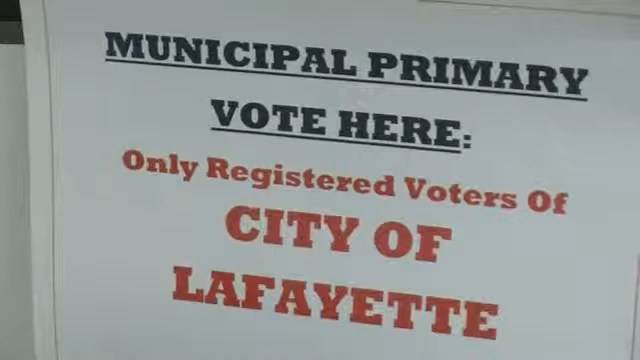 MUNICIPAL PRIMARY
VOTE HERE:
Only Registered Voters Of
CITY OF
LAFAYETTE